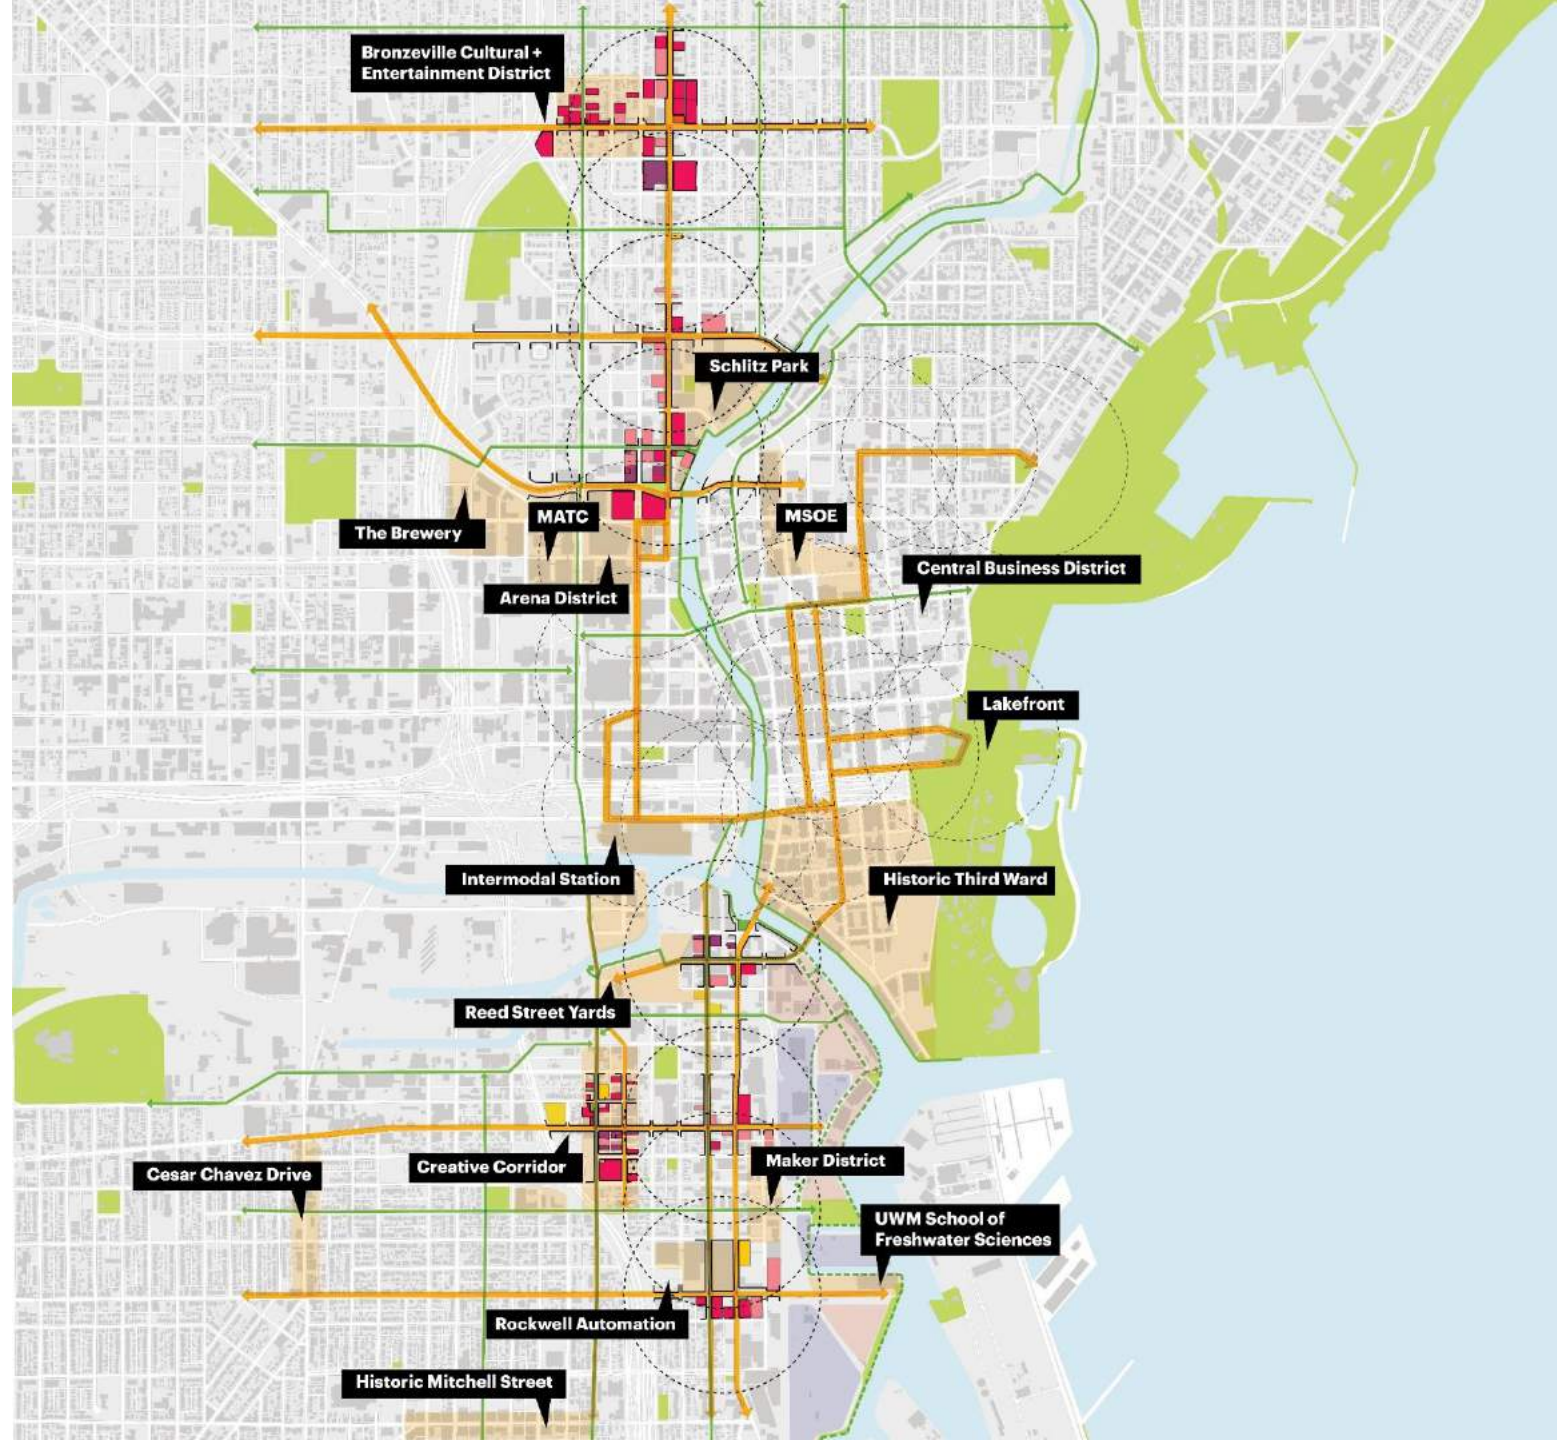 Bronzeville Cultural +
Entertainment District
Schlitz Park
The Brewery
MATC
MSOE
Arena District
Central Business District
Lakefront
Intermodal Station
Historic Third Ward
Reed Street Yards
Cesar Chavez Drive
Creative Corridor
Maker District
UWM School of
Freshwater Sciences
Rockwell Automation
Historic Mitchell Street